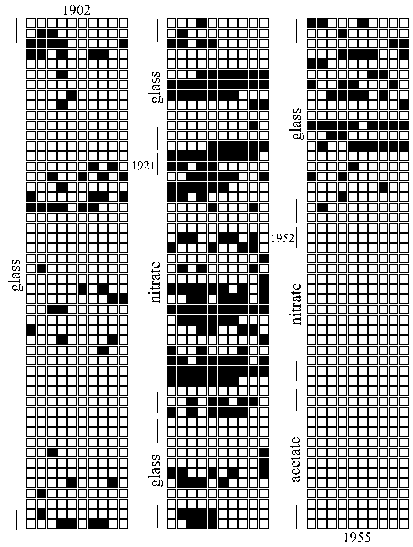 1902
glass
glass
1921
nitrate
glass
glass
1952
nitrate
acetate
1955